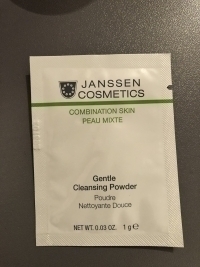 JANSSEN
COSMETICS
COMBINATION SKIN
PEAU MIXTE
Gentle
Cleansing Powder
Poudre
Nettoyante Douce
NET WT. 0.03 OZ. 1 g ℮